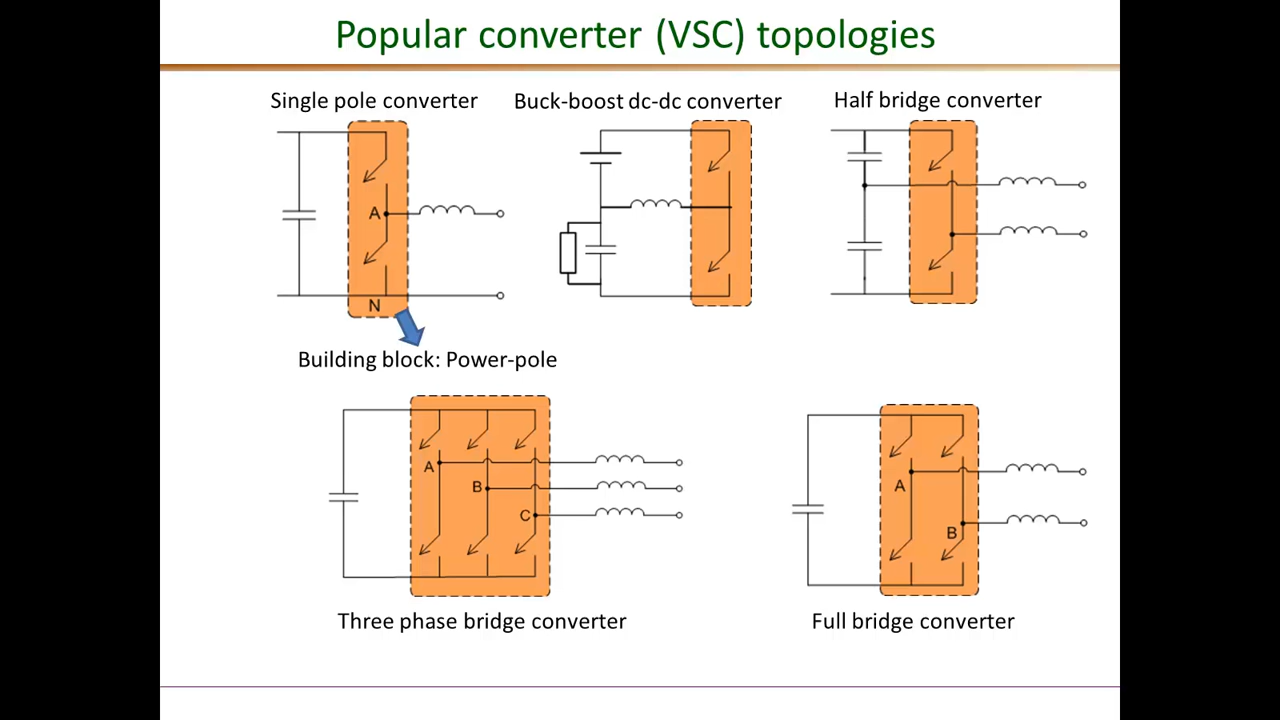 Popular converter (VSC) topologies
Single pole converter
Buck-boost dc-dc converter
Half bridge converter
A
N
Building block: Power-pole
A
B
C
A
B
Three phase bridge converter
Full bridge converter